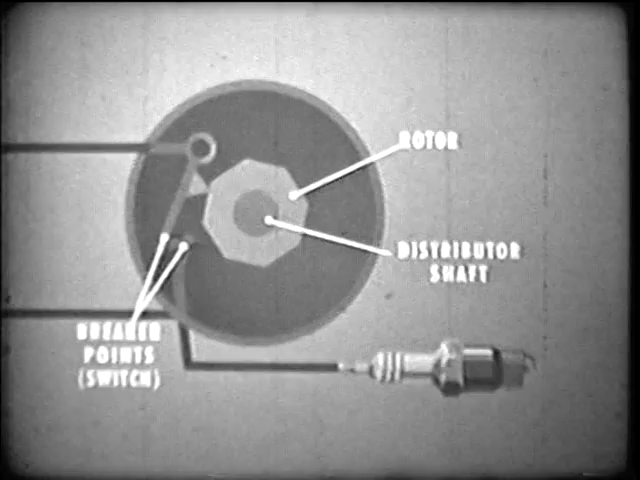 ROTOR
DISTRIBUTOR
SHAFT
BREAKER
POINTS
(SWITCH)